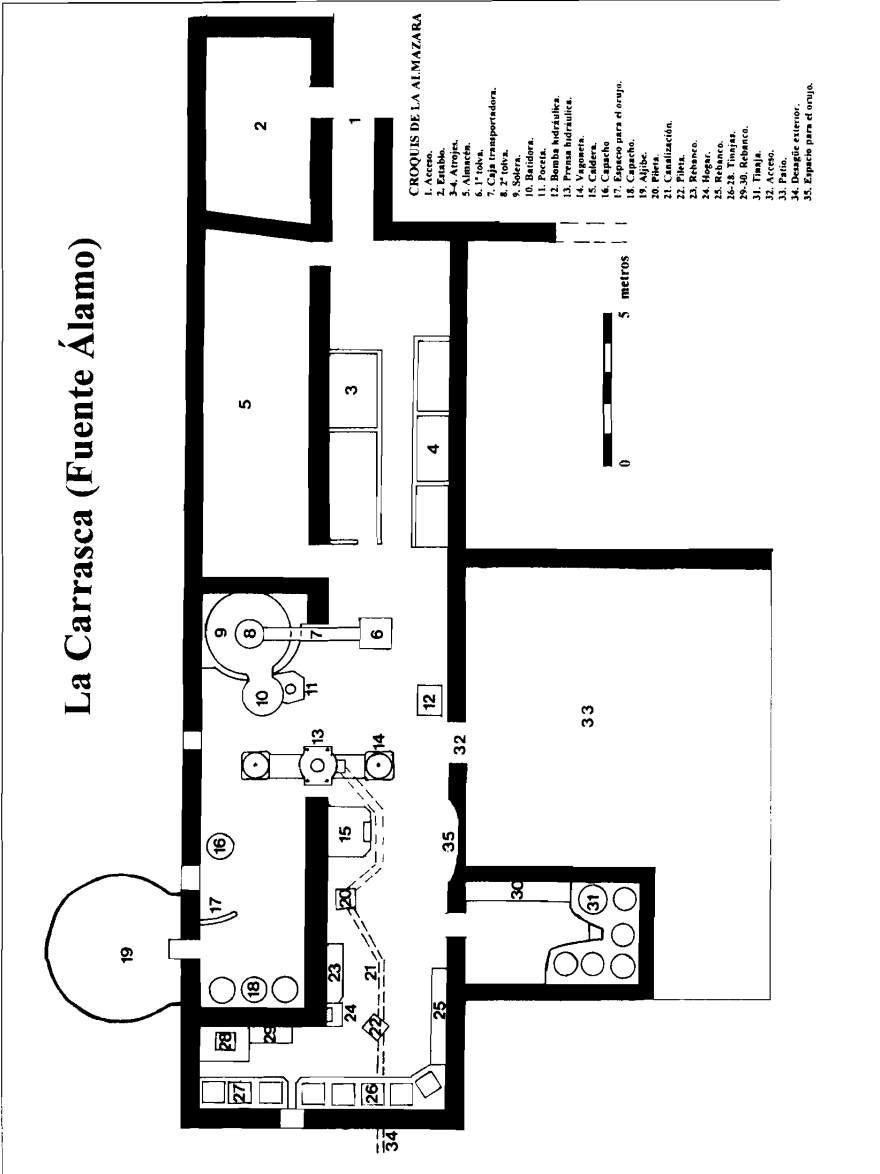 La Carrasca (Fuente Álamo)
CROQUIS DE LA ALMAZARA
1. Acceso.
2. Establo.
3-4. Atrojes.
5. Almacén.
6. 1ª tolva.
7. Caja transportadora.
8. 2ª tolva.
9. Solera.
10. Batidora.
11. Poceta.
12. Bomba hidráulica.
13. Prensa hidráulica.
14. Vagoneta.
15. Caldera.
16. Capacho
17. Espacio para el orujo.
18. Capacho.
19. Aljibe.
20. Pileta.
21. Canalización.
22. Pileta.
23. Rebanco.
24. Hogar.
25. Rebanco.
26-28. Tinajas.
29-30. Rebanco.
31. Tinaja.
32. Acceso.
33. Patio.
34. Desagüe exterior.
35. Espacio para el orujo.
0 5 metros
1
2
3
4
5
6
7
8
9
10
11
12
13
14
15
16
17
18
19
20
21
22
23
24
25
26
27
28
29
30
31
32
33
34
35